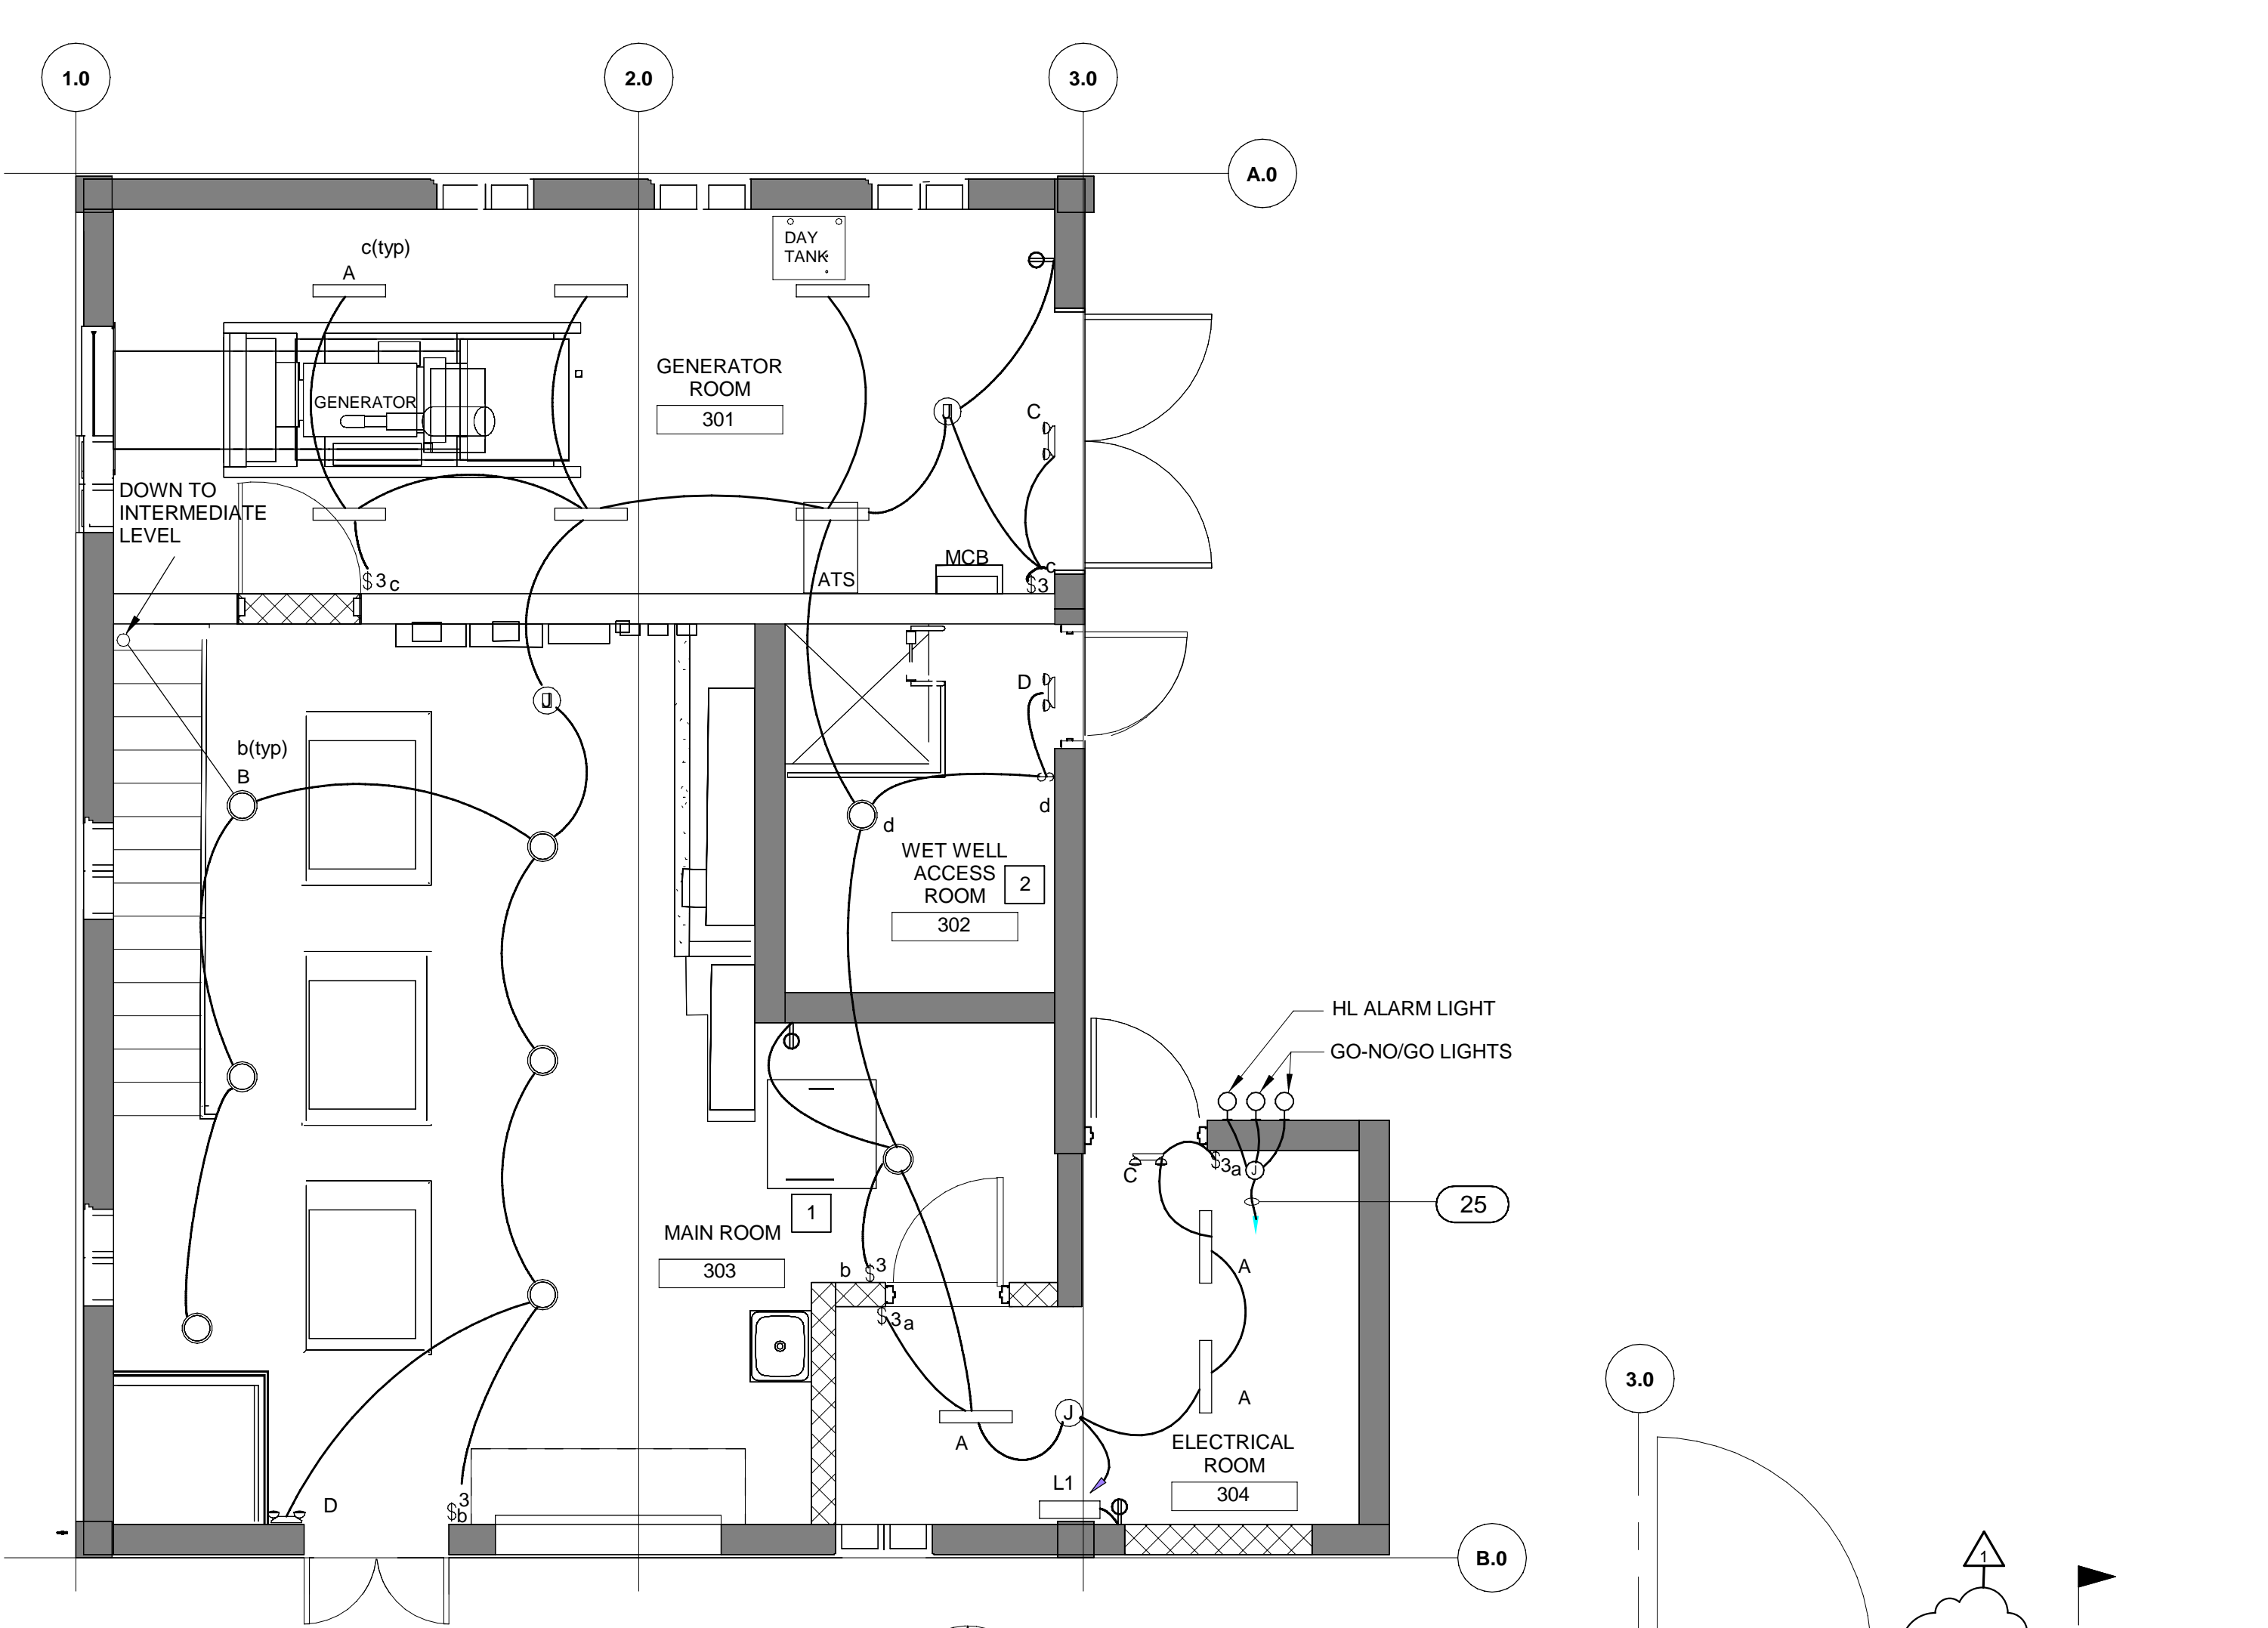 1.0
2.0
3.0
A.0
c(typ)
A
DAY
TANK
GENERATOR
ROOM
301
GENERATOR
J
C
DOWN TO
INTERMEDIATE
LEVEL
$3c
ATS
MCB
c
$3
J
D
b(typ)
B
d
d
WET WELL
ACCESS
ROOM
2
302
HL ALARM LIGHT
GO-NO/GO LIGHTS
C
$3a
J
25
1
MAIN ROOM
303
b
$3
A
$3a
3.0
A
J
A
ELECTRICAL
ROOM
304
L1
D
3
$b
B.0
1